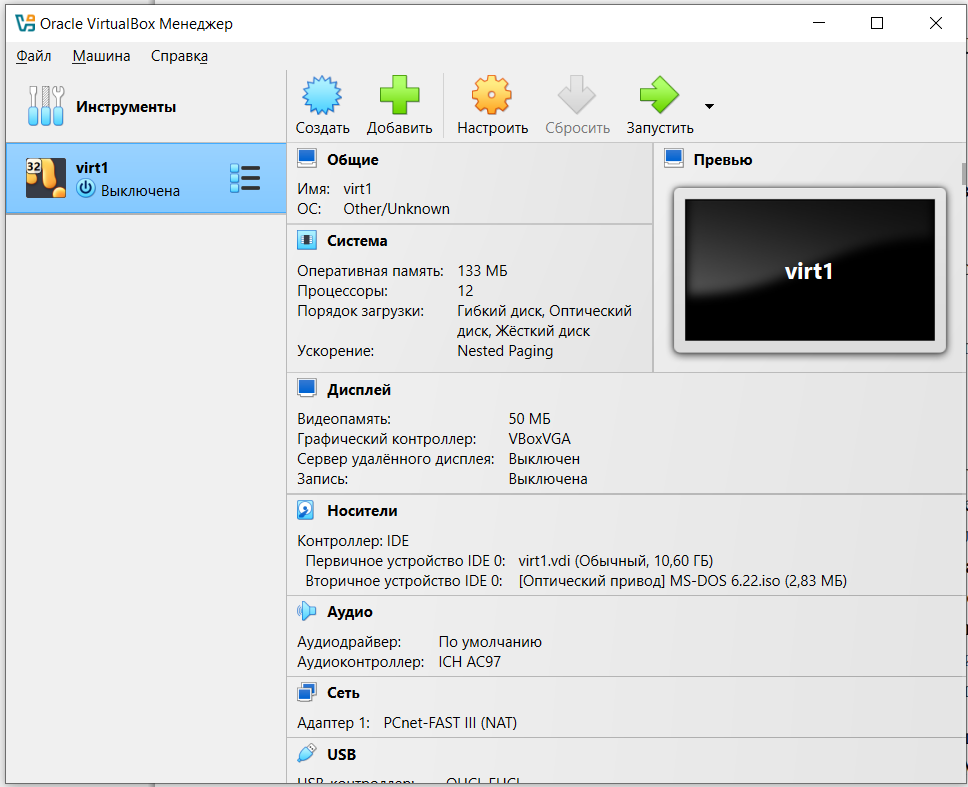 Oracle VirtualBox Менеджер
Файл Машина Справка
Инструменты
Создать Добавить Настроить Сбросить Запустить
32
virt1
Выключена
Общие
Имя: virt1
ОС: Other/Unknown
Превью
virt1
Система
Оперативная память: 133 МБ
Процессоры: 12
Порядок загрузки: Гибкий диск, Оптический
диск, Жёсткий диск
Ускорение: Nested Paging
Дисплей
Видеопамять: 50 МБ
Графический контроллер: VBoxVGA
Сервер удалённого дисплея: Выключен
Запись: Выключена
Носители
Контроллер: IDE
Первичное устройство IDE 0: virt1.vdi (Обычный, 10,60 ГБ)
Вторичное устройство IDE 0: [Оптический привод] MS-DOS 6.22.iso (2,83 МБ)
Аудио
Аудиодрайвер: По умолчанию
Аудиоконтроллер: ICH AC97
Сеть
Адаптер 1: PCnet-FAST III (NAT)
USB
USB-контроллер: OHCI, EHCI